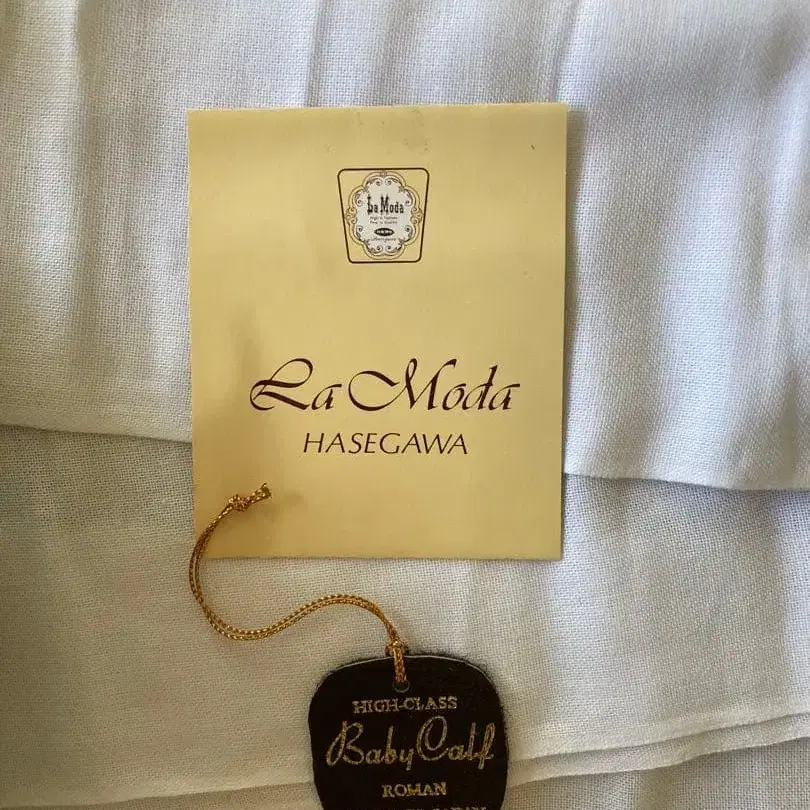 La Moda
La Moda
HASEGAWA
HIGH-CLASS
Baby Calf
ROMAN